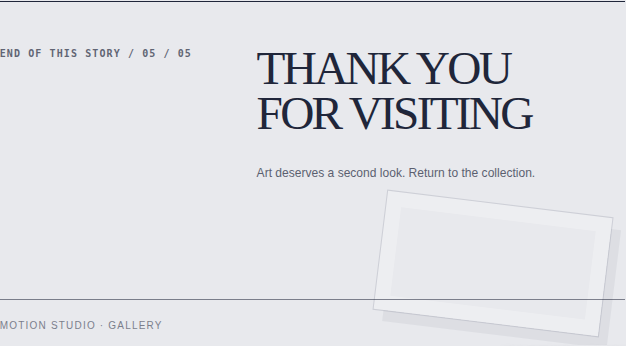 END OF THIS STORY / 05 / 05
THANK YOU
FOR VISITING
Art deserves a second look. Return to the collection.
MOTION STUDIO · GALLERY